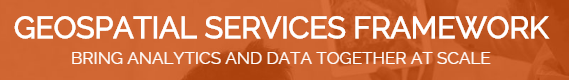 GEOSPATIAL SERVICES FRAMEWORK
BRING ANALYTICS AND DATA TOGETHER AT SCALE